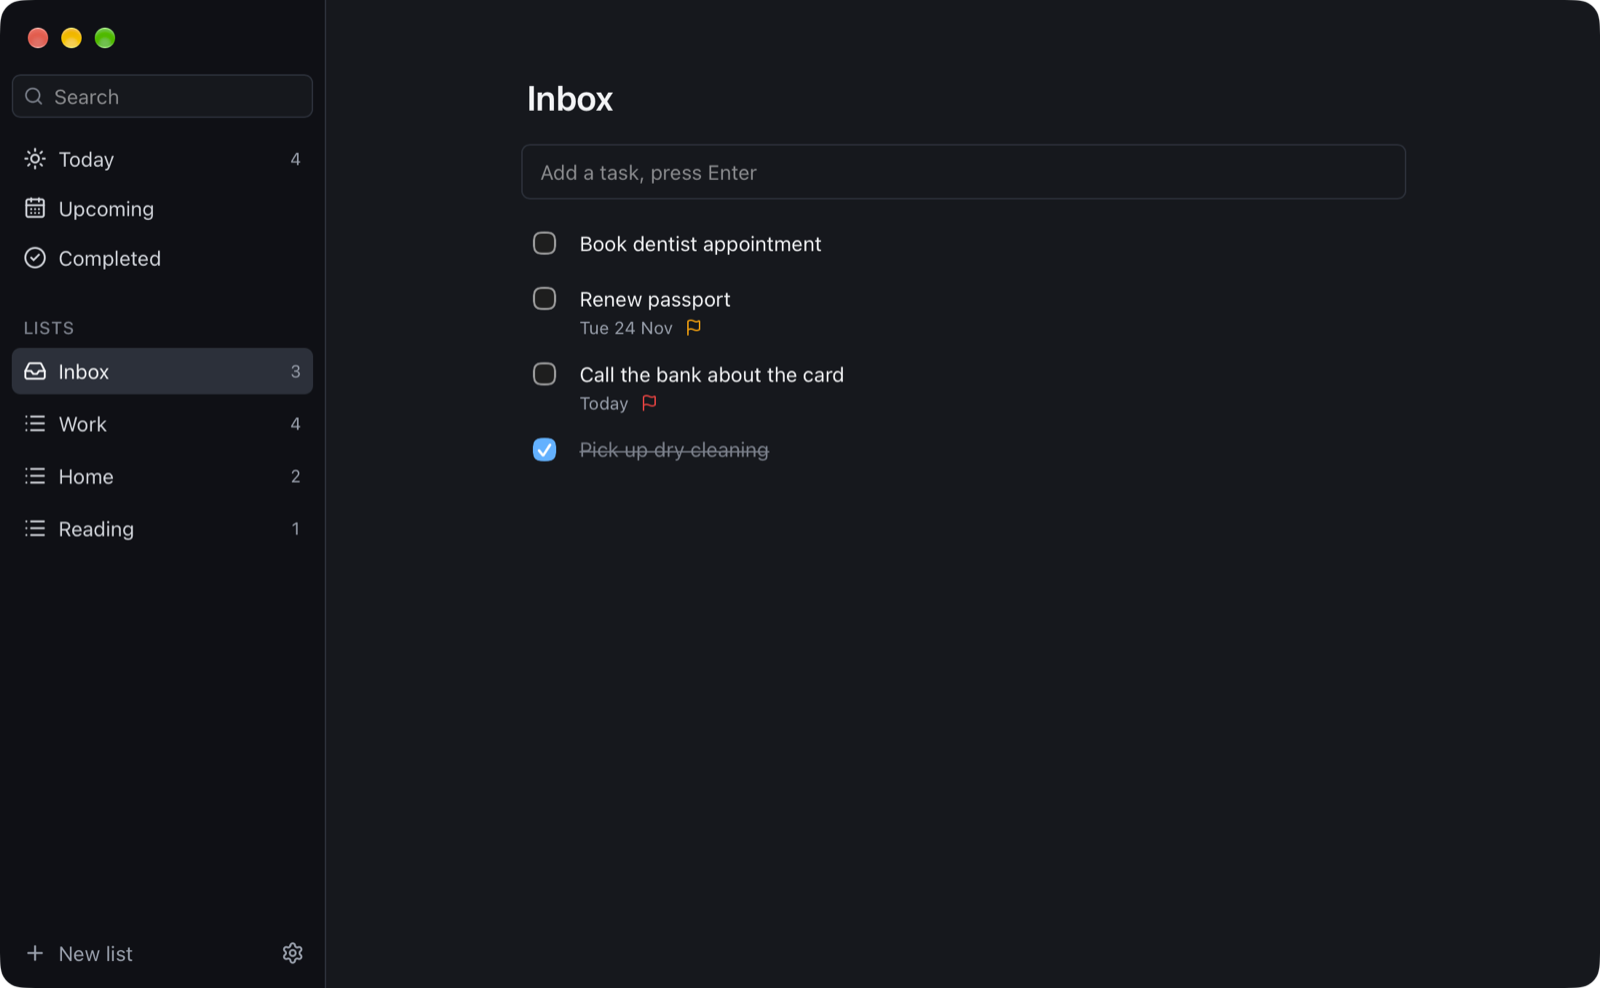 Search
Today 4
Upcoming
Completed
LISTS
Inbox 3
Work 4
Home 2
Reading 1
New list
Inbox
Add a task, press Enter
Book dentist appointment
Renew passport
Tue 24 Nov
Call the bank about the card
Today
Pick up dry cleaning